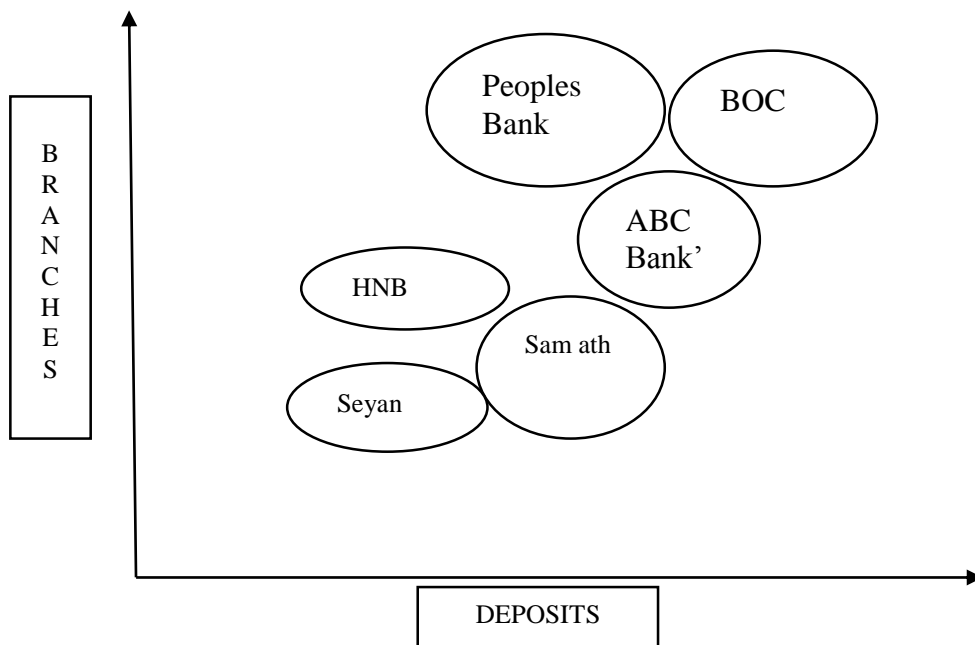 Peoples
Bank
BOC
B
R
A
N
C
H
E
S
ABC
Bank’
HNB
Sam ath
Seyan
DEPOSITS